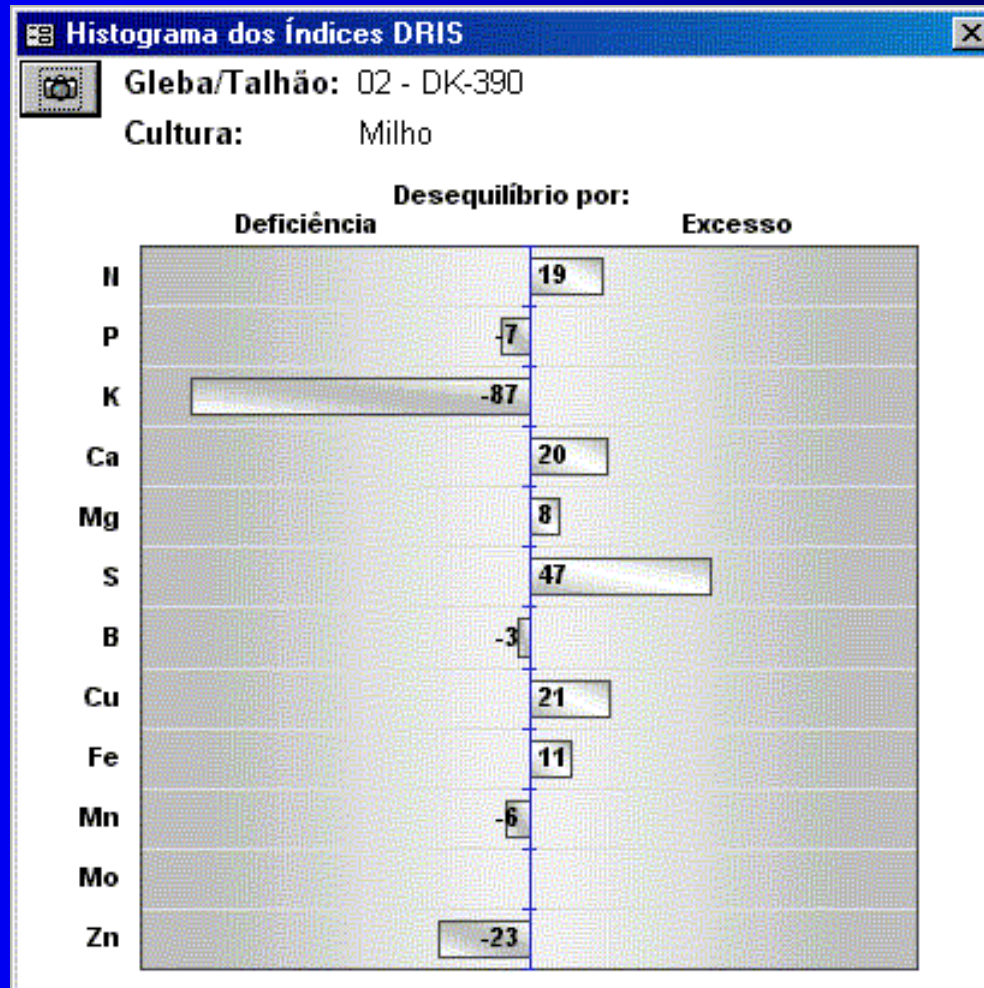 Histograma dos Índices DRIS
Gleba/Talhão: 02 - DK-390
Cultura: Milho
Desequilíbrio por:
Deficiência Excesso
N 19
P -7
K -87
Ca 20
Mg 8
S 47
B -3
Cu 21
Fe 11
Mn -6
Mo
Zn -23